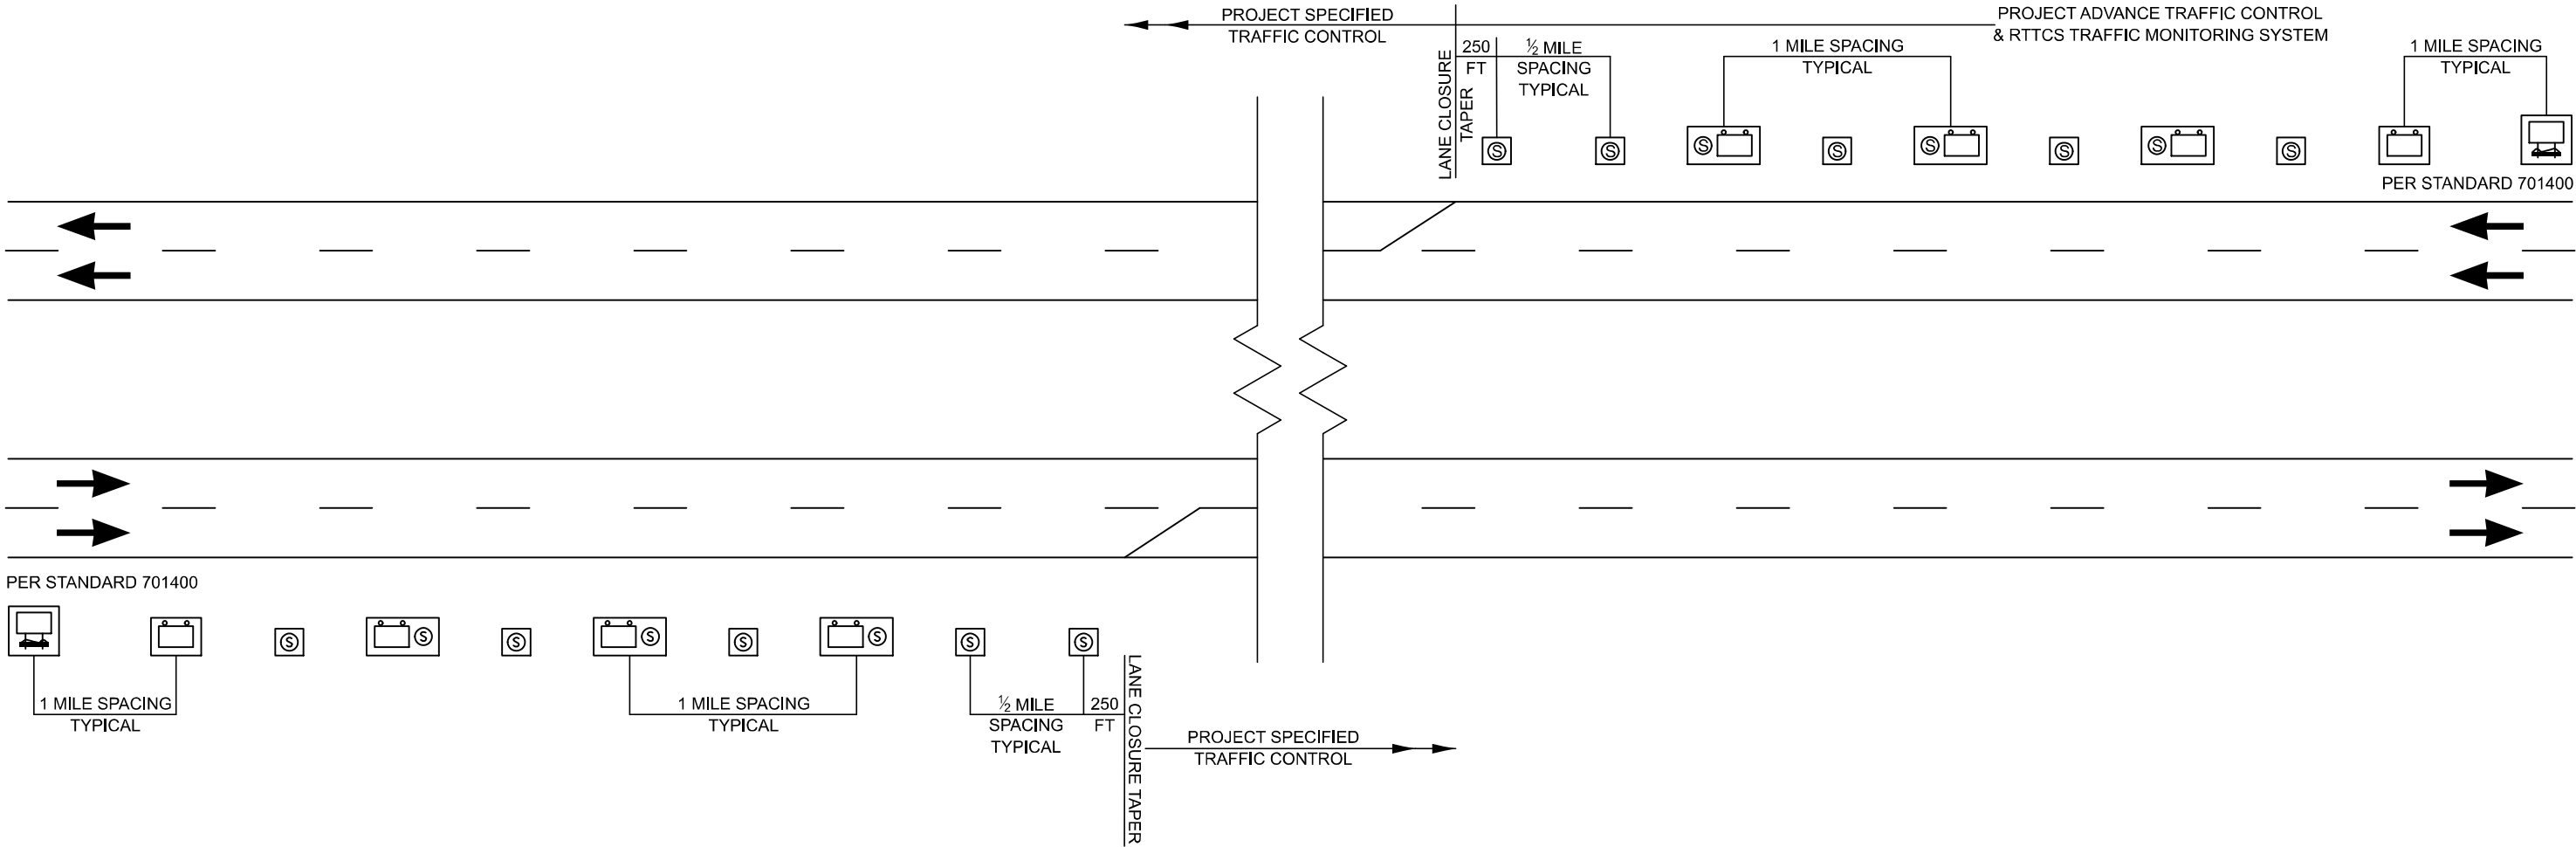 PROJECT SPECIFIED
TRAFFIC CONTROL
PROJECT ADVANCE TRAFFIC CONTROL
& RTTCS TRAFFIC MONITORING SYSTEM
LANE CLOSURE
TAPER
250
FT
½ MILE
SPACING
TYPICAL
1 MILE SPACING
TYPICAL
1 MILE SPACING
TYPICAL
S
S
S
S
S
S
S
S
PER STANDARD 701400
PER STANDARD 701400
S
S
S
S
S
S
S
S
1 MILE SPACING
TYPICAL
1 MILE SPACING
TYPICAL
½ MILE
SPACING
TYPICAL
250
FT
LANE CLOSURE TAPER
PROJECT SPECIFIED
TRAFFIC CONTROL